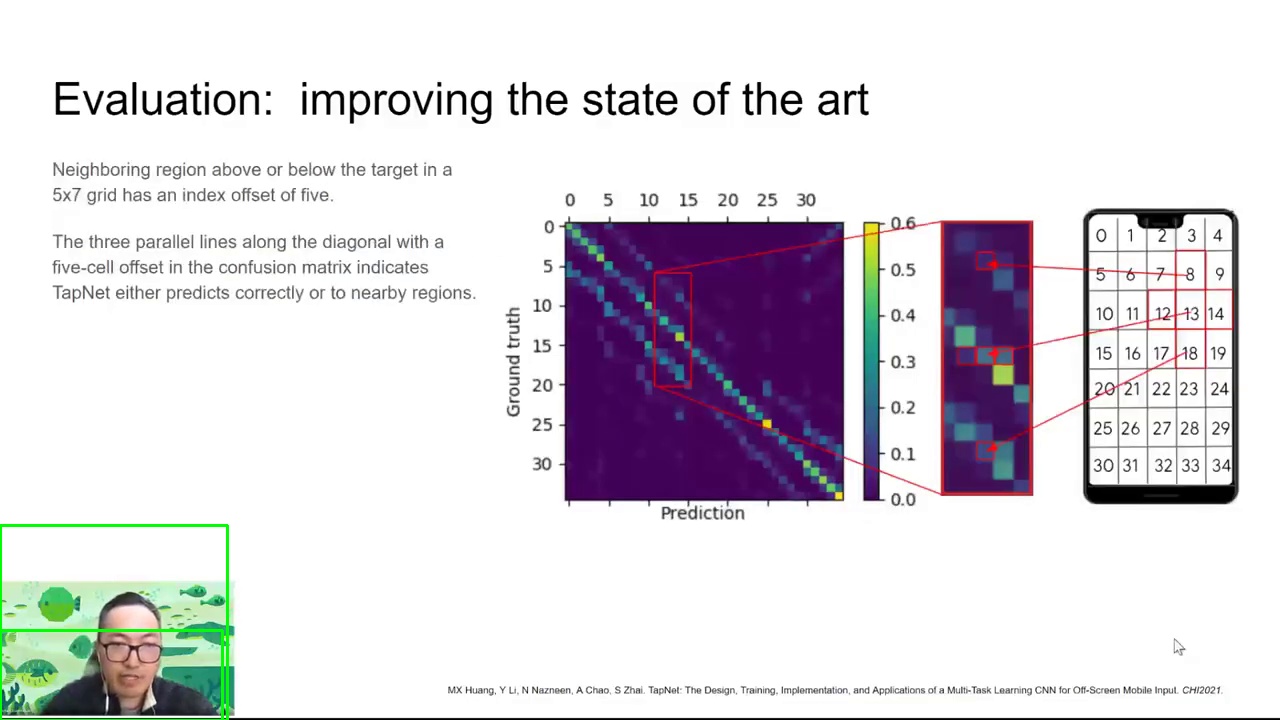 Evaluation:  improving the state of the art
Neighboring region above or below the target in a
5x7 grid has an index offset of five.
The three parallel lines along the diagonal with a
five-cell offset in the confusion matrix indicates
TapNet either predicts correctly or to nearby regions.
0 5 10 15 20 25 30
0
5
10
15
20
25
30
Ground truth
Prediction
0.6
0.5
0.4
0.3
0.2
0.1
0.0
0 1 2 3 4
5 6 7 8 9
10 11 12 13 14
15 16 17 18 19
20 21 22 23 24
25 26 27 28 29
30 31 32 33 34
MX Huang, Y Li, N Nazneen, A Chao, S Zhai. TapNet: The Design, Training, Implementation, and Applications of a Multi-Task Learning CNN for Off-Screen Mobile Input. CHI2021.